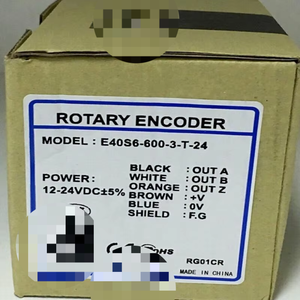 ROTARY ENCODER
MODEL : E40S6-600-3-T-24
BLACK : OUT A
POWER : WHITE : OUT B
12-24VDC±5% ORANGE : OUT Z
BROWN : +V
BLUE : 0V
SHIELD : F.G
RG01CR
MADE IN KOREA